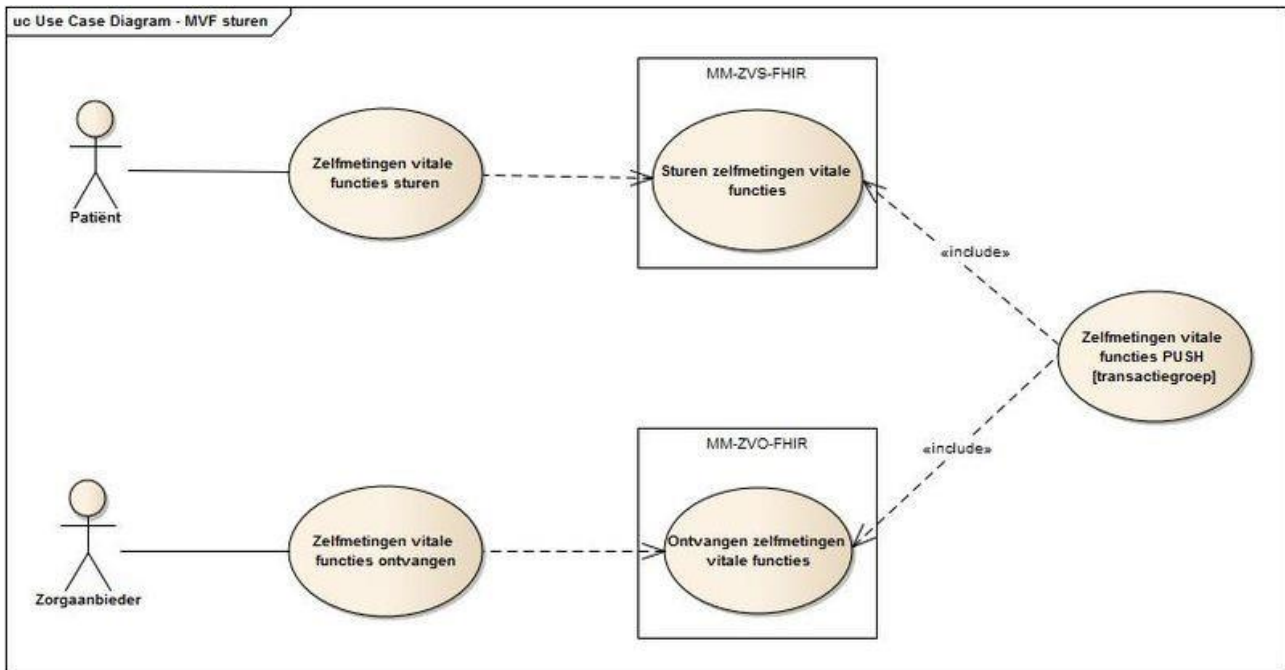 uc Use Case Diagram - MVF sturen
MM-ZVS-FHIR
Patiënt
Zelfmetingen vitale
functies sturen
Sturen zelfmetingen vitale
functies
«include»
Zelfmetingen vitale
functies PUSH
[transactiegroep]
«include»
MM-ZVO-FHIR
Zorgaanbieder
Zelfmetingen vitale
functies ontvangen
Ontvangen zelfmetingen
vitale functies